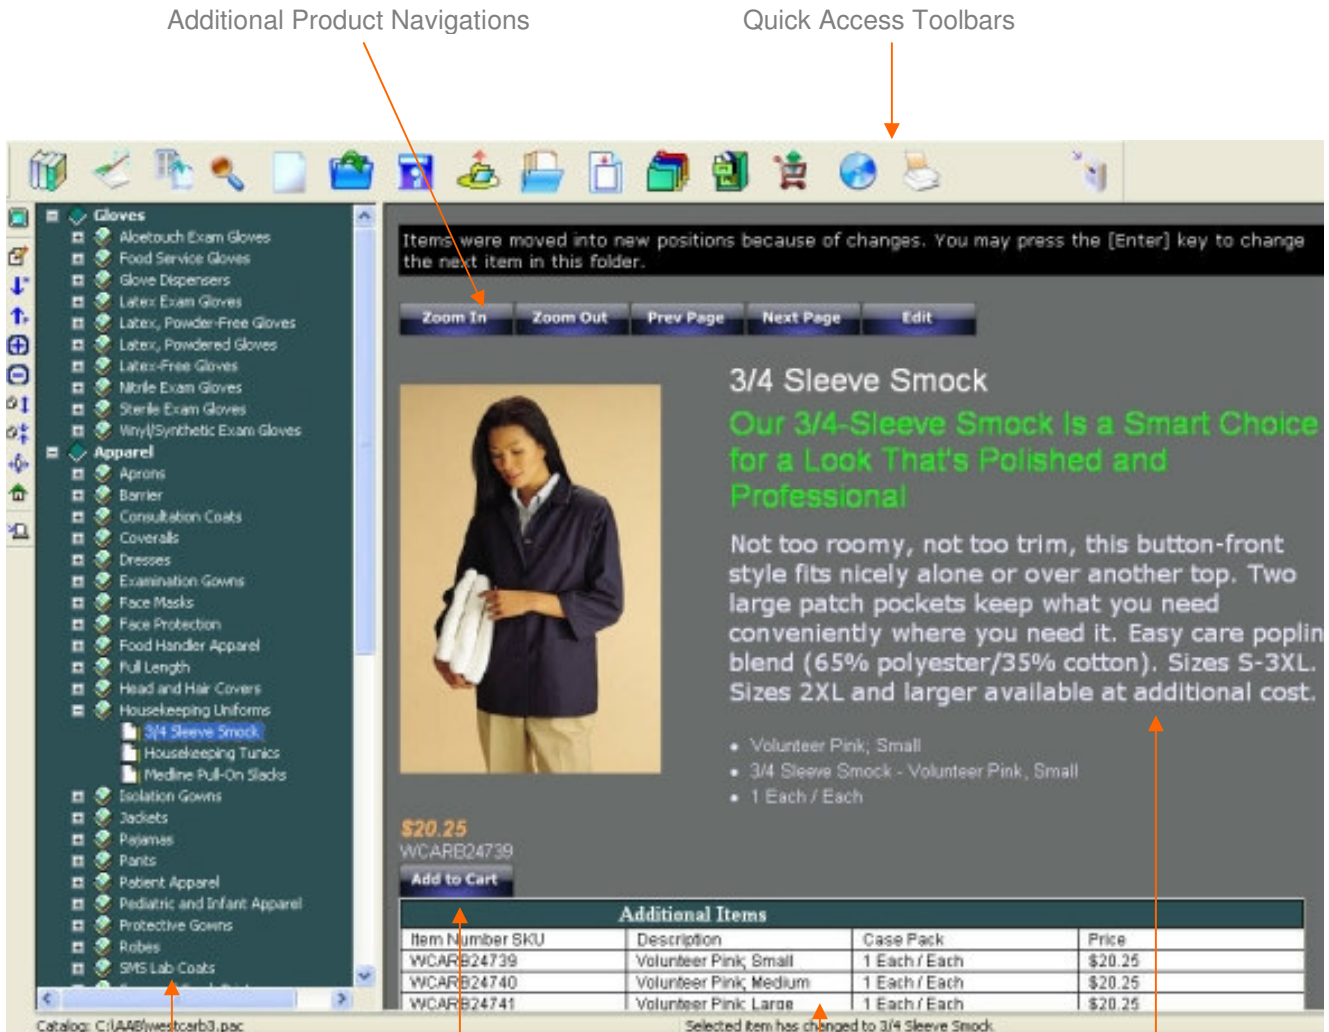 Additional Product Navigations
Quick Access Toolbars
Gloves
Aloetouch Exam Gloves
Food Service Gloves
Glove Dispensers
Latex Exam Gloves
Latex, Powder-Free Gloves
Latex, Powdered Gloves
Latex-Free Gloves
Nitrile Exam Gloves
Sterile Exam Gloves
Vinyl/Synthetic Exam Gloves
Apparel
Aprons
Barrier
Consultation Coats
Coveralls
Dresses
Examination Gowns
Face Masks
Face Protection
Food Handler Apparel
Full Length
Head and Hair Covers
Housekeeping Uniforms
3/4 Sleeve Smock
Housekeeping Tunics
Medline Pull-On Slacks
Isolation Gowns
Jackets
Pajamas
Pants
Patient Apparel
Pediatric and Infant Apparel
Protective Gowns
Robes
SMS Lab Coats
Items were moved into new positions because of changes. You may press the [Enter] key to change
the next item in this folder.
Zoom In Zoom Out Prev Page Next Page Edit
3/4 Sleeve Smock
Our 3/4-Sleeve Smock Is a Smart Choice
for a Look That's Polished and
Professional
Not too roomy, not too trim, this button-front
style fits nicely alone or over another top. Two
large patch pockets keep what you need
conveniently where you need it. Easy care poplin
blend (65% polyester/35% cotton). Sizes S-3XL.
Sizes 2XL and larger available at additional cost.
• Volunteer Pink; Small
• 3/4 Sleeve Smock - Volunteer Pink, Small
• 1 Each / Each
$20.25
WCARB24739
Add to Cart
Additional Items
Item Number SKU Description Case Pack Price
WCARB24739 Volunteer Pink; Small 1 Each / Each $20.25
WCARB24740 Volunteer Pink; Medium 1 Each / Each $20.25
WCARB24741 Volunteer Pink; Large 1 Each / Each $20.25
Catalog: C:\AAB\westcarb3.pac
Selected item has changed to 3/4 Sleeve Smock